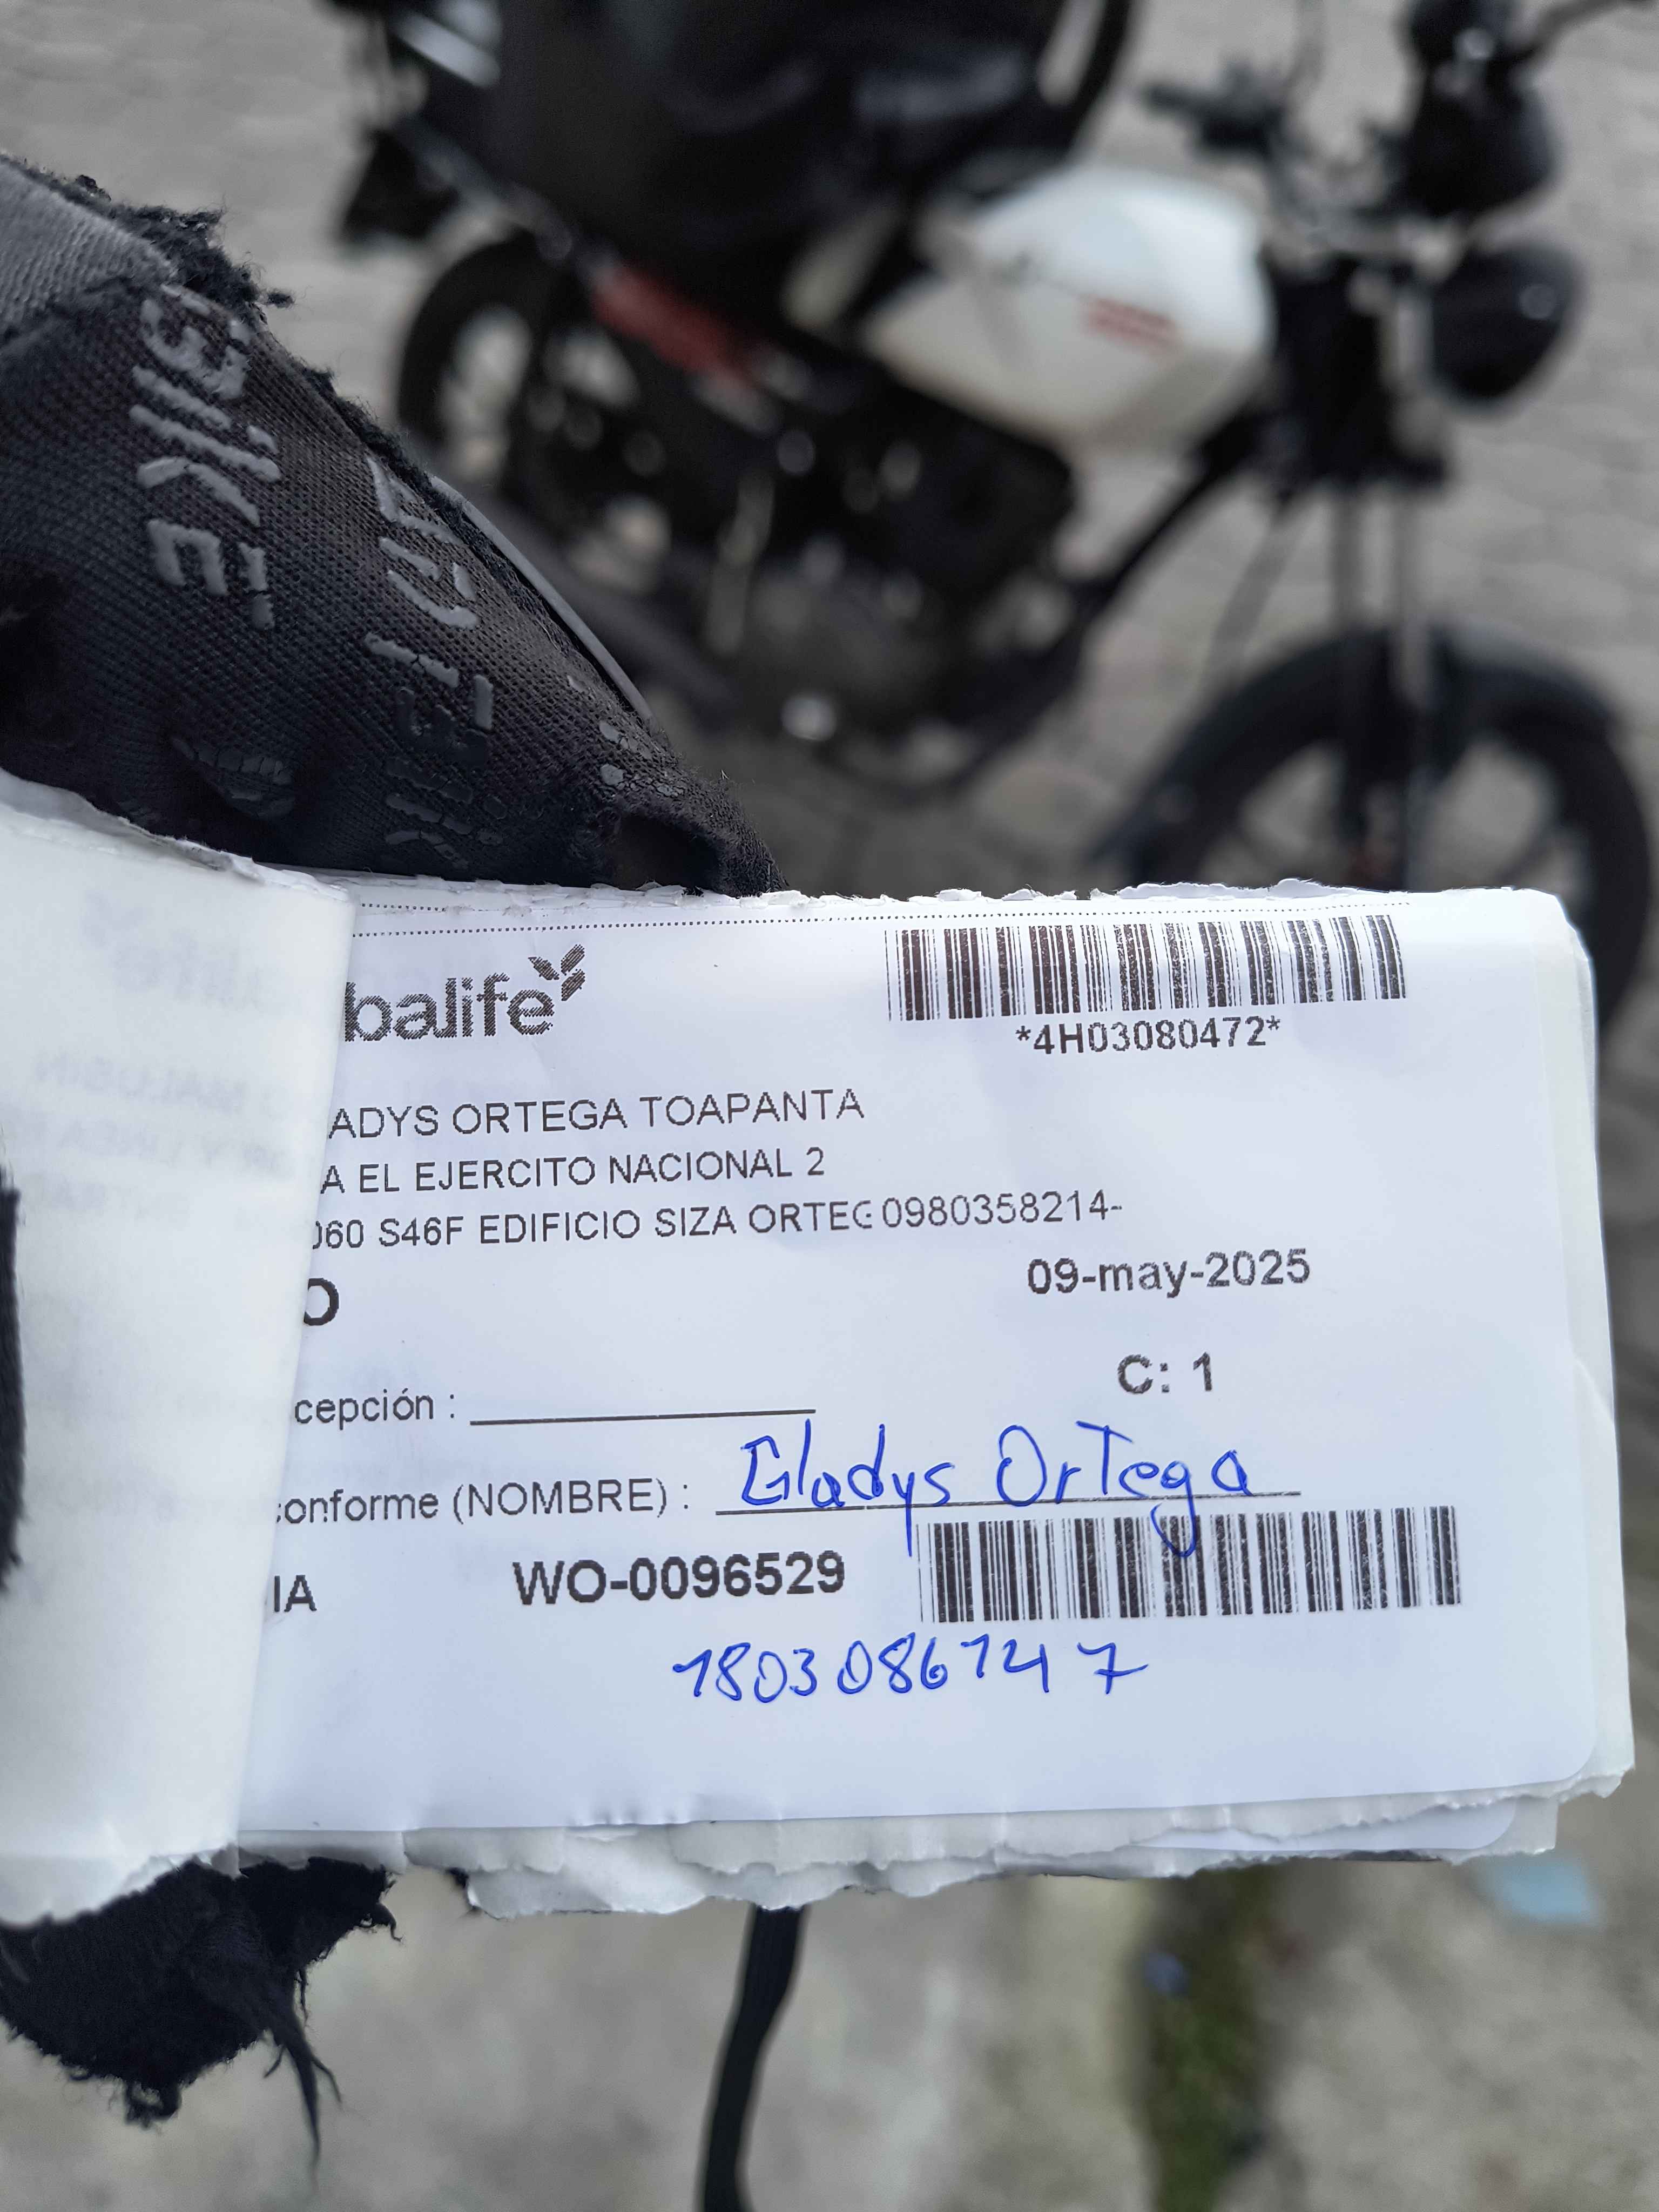 BIKE
balife
*4H03080472*
ADYS ORTEGA TOAPANTA
A EL EJERCITO NACIONAL 2
060 S46F EDIFICIO SIZA ORTEG 0980358214-
O
09-may-2025
C: 1
cepción :
conforme (NOMBRE) : Gladys Ortega
IA WO-0096529
1803086747